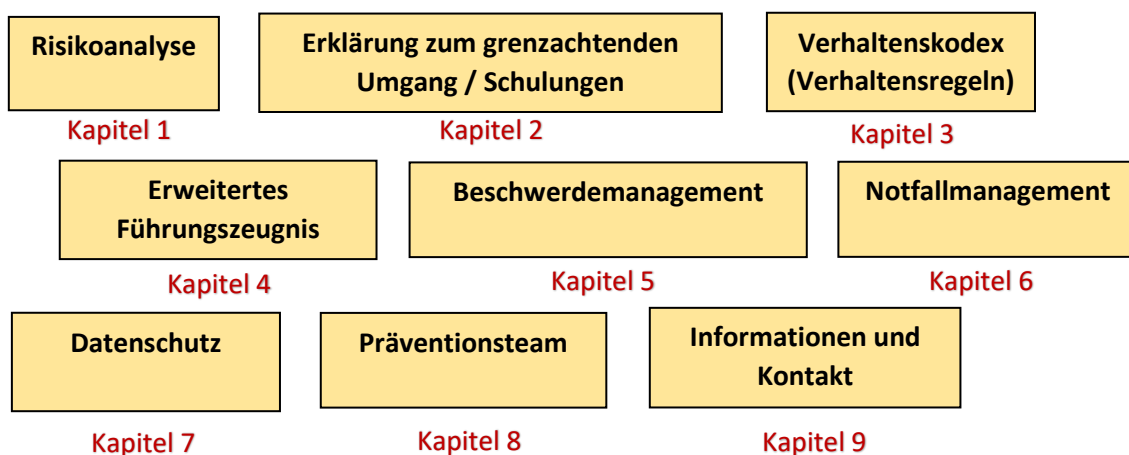 Risikoanalyse
Erklärung zum grenzachtenden
Umgang / Schulungen
Verhaltenskodex
(Verhaltensregeln)
Kapitel 1
Kapitel 2
Kapitel 3
Erweitertes
Führungszeugnis
Beschwerdemanagement
Notfallmanagement
Kapitel 4
Kapitel 5
Kapitel 6
Datenschutz
Präventionsteam
Informationen und
Kontakt
Kapitel 7
Kapitel 8
Kapitel 9